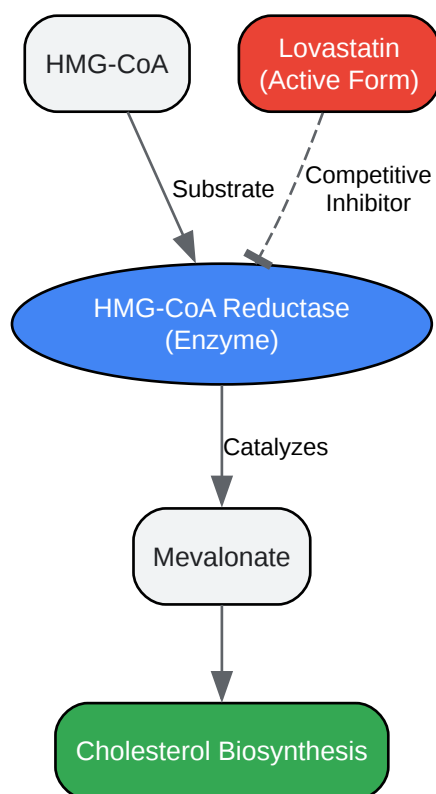 HMG-CoA
Lovastatin
(Active Form)
Substrate
Competitive
Inhibitor
HMG-CoA Reductase
(Enzyme)
Catalyzes
Mevalonate
Cholesterol Biosynthesis